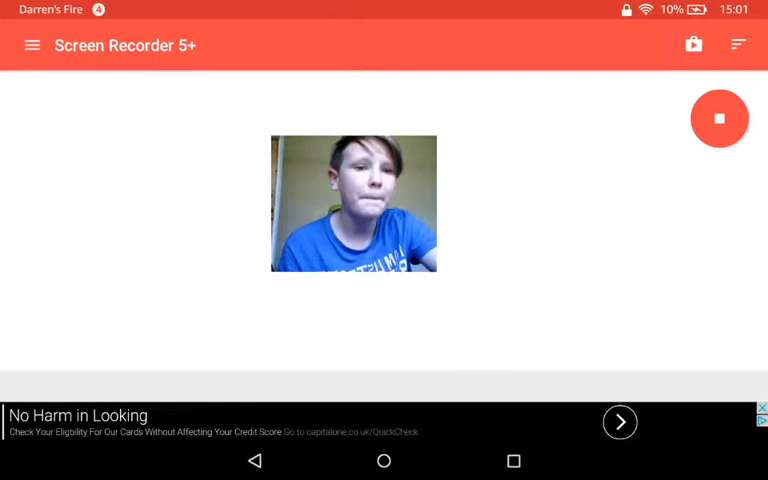 Darren's Fire 4 10% 15:01
Screen Recorder 5+
No Harm in Looking
Check Your Eligbility For Our Cards Without Affecting Your Credit Score Go to capitalone.co.uk/QuickCheck